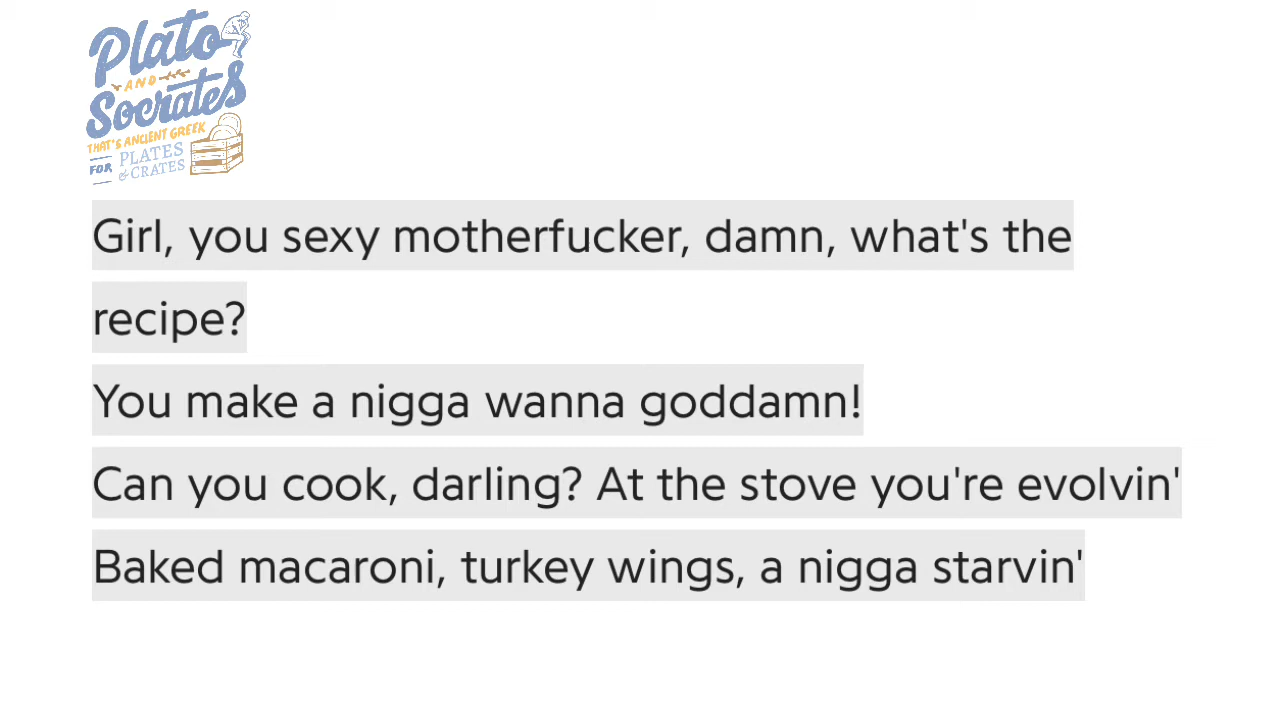 Plato
AND
Socrates
THAT'S ANCIENT GREEK
FOR PLATES
& CRATES
Girl, you sexy motherfucker, damn, what's the
recipe?
You make a nigga wanna goddamn!
Can you cook, darling? At the stove you're evolvin'
Baked macaroni, turkey wings, a nigga starvin'